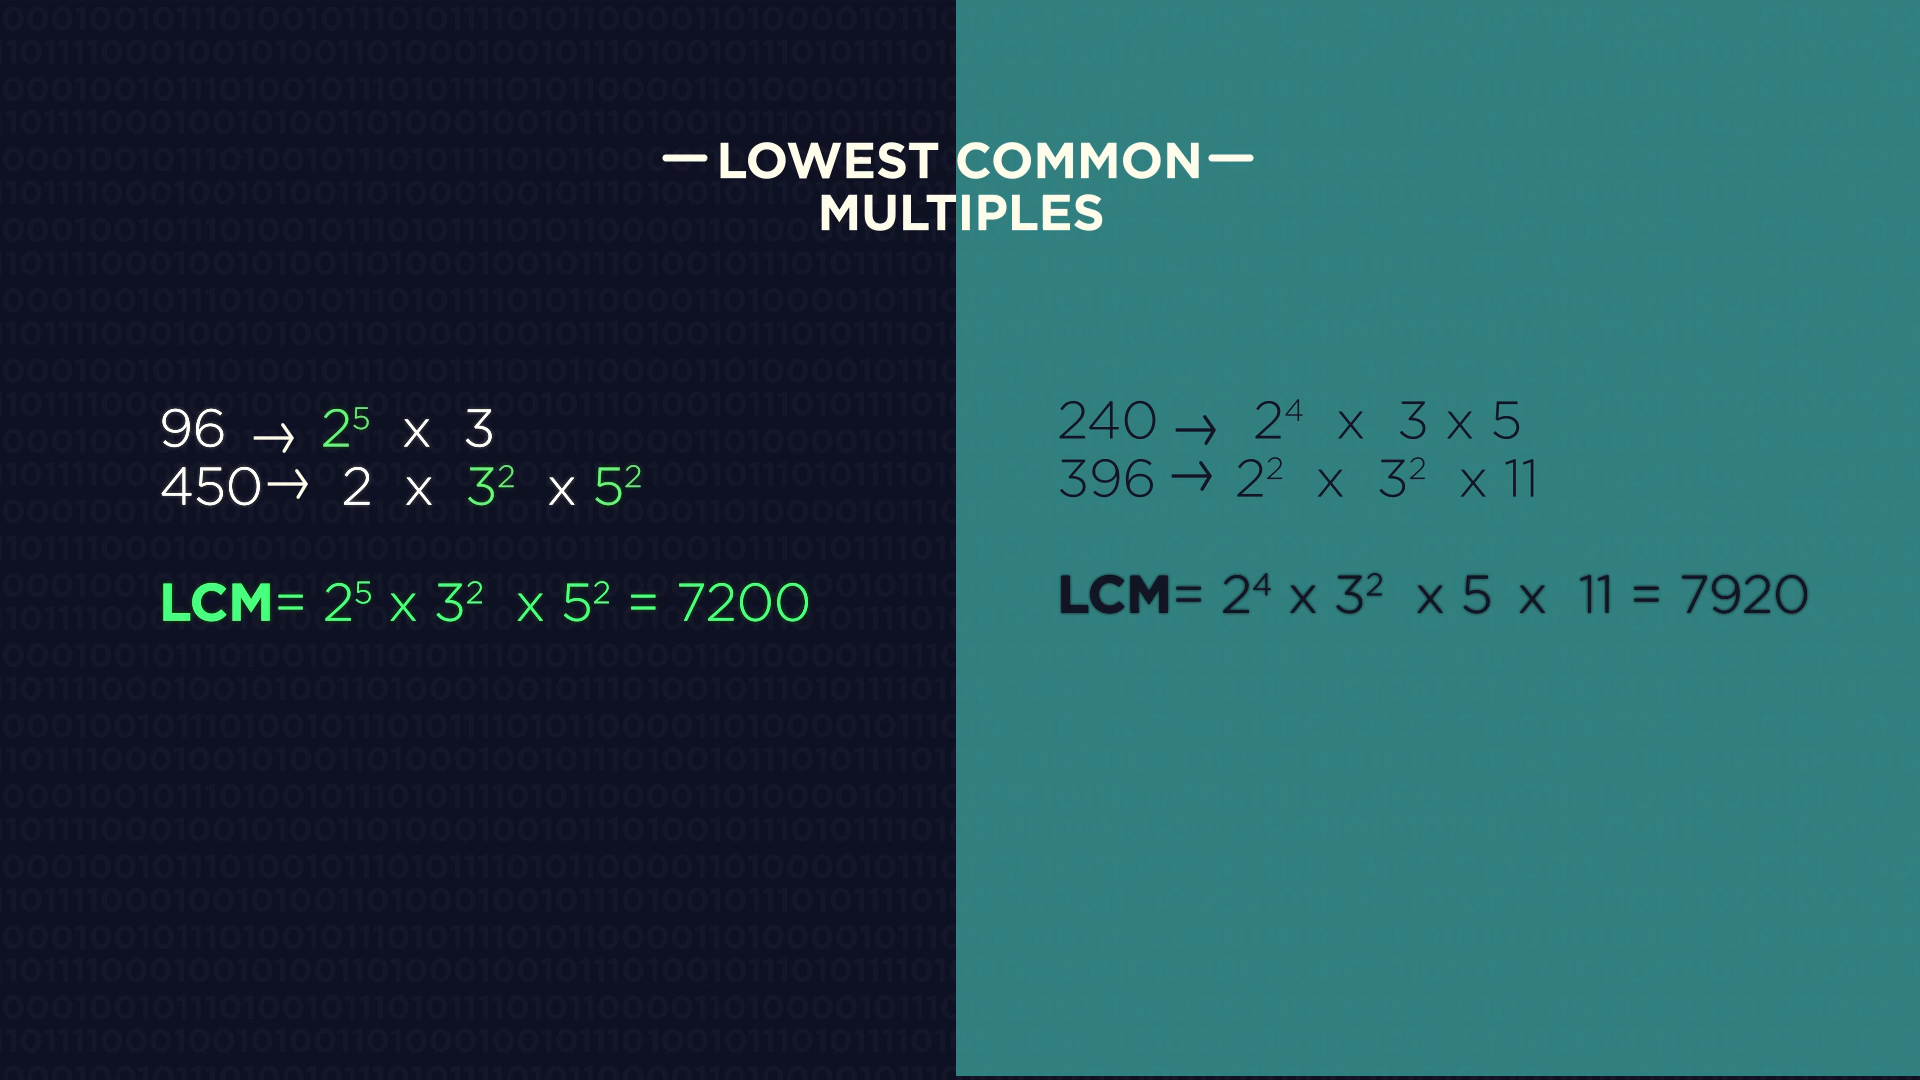 — LOWEST COMMON —
MULTIPLES
96 → 2⁵ x 3
450 → 2 x 3² x 5²
LCM= 2⁵ x 3² x 5² = 7200
240 → 2⁴ x 3 x 5
396 → 2² x 3² x 11
LCM= 2⁴ x 3² x 5 x 11 = 7920